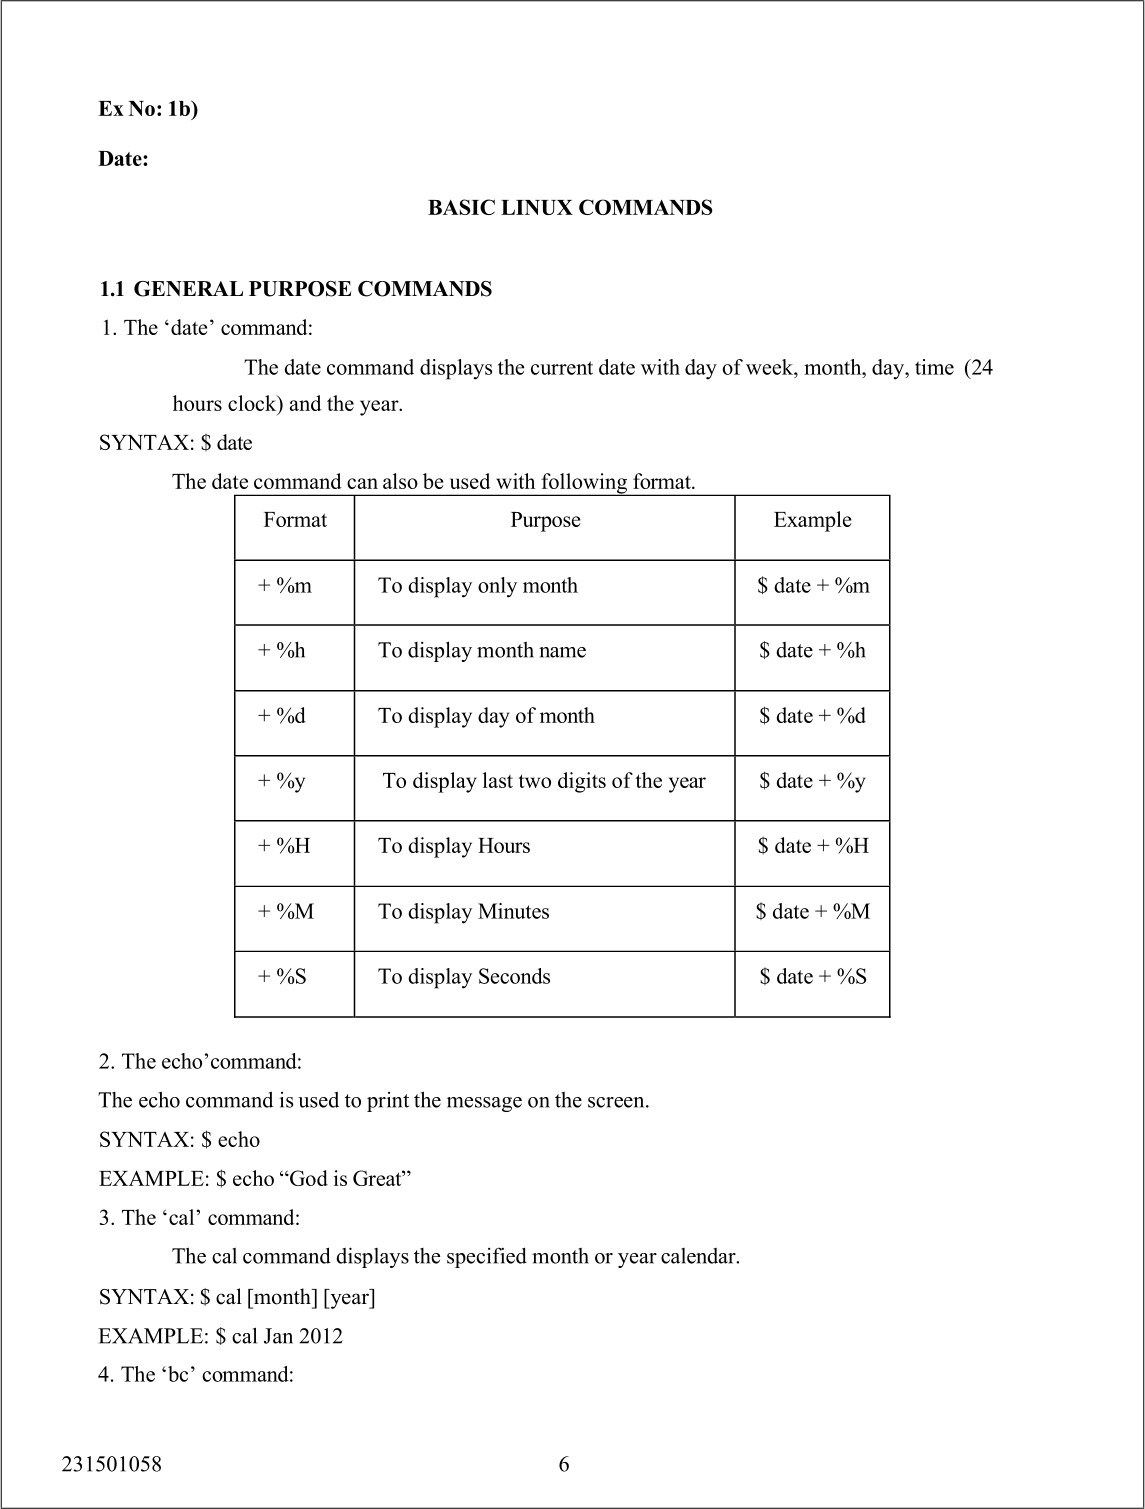 Ex No: 1b)
Date:
BASIC LINUX COMMANDS
1.1 GENERAL PURPOSE COMMANDS
1. The ‘date’ command:
The date command displays the current date with day of week, month, day, time (24
hours clock) and the year.
SYNTAX: $ date
The date command can also be used with following format.
Format Purpose Example
+ %m To display only month $ date + %m
+ %h To display month name $ date + %h
+ %d To display day of month $ date + %d
+ %y To display last two digits of the year $ date + %y
+ %H To display Hours $ date + %H
+ %M To display Minutes $ date + %M
+ %S To display Seconds $ date + %S
2. The echo’command:
The echo command is used to print the message on the screen.
SYNTAX: $ echo
EXAMPLE: $ echo “God is Great”
3. The ‘cal’ command:
The cal command displays the specified month or year calendar.
SYNTAX: $ cal [month] [year]
EXAMPLE: $ cal Jan 2012
4. The ‘bc’ command:
231501058 6